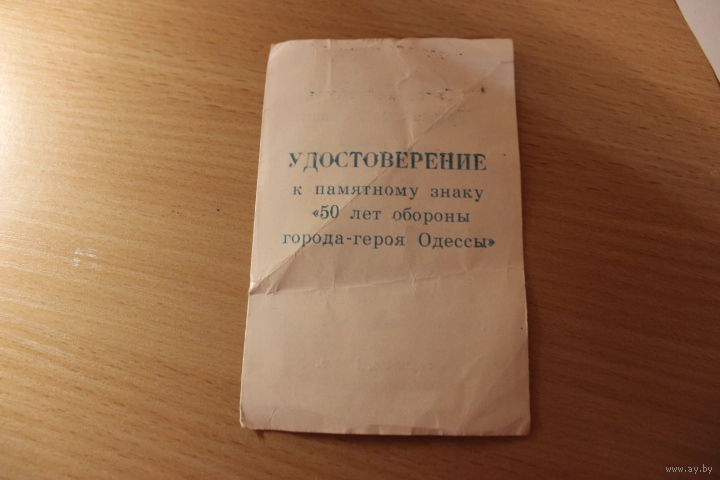 УДОСТОВЕРЕНИЕ
к памятному знаку
«50 лет обороны
города-героя Одессы»
www.ay.by